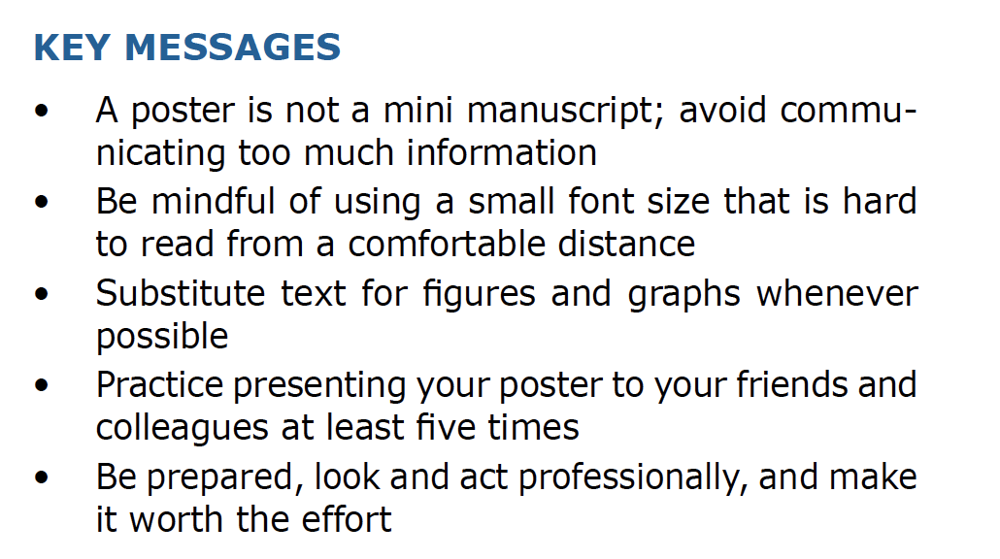 KEY MESSAGES
• A poster is not a mini manuscript; avoid commu-
nicating too much information
• Be mindful of using a small font size that is hard
to read from a comfortable distance
• Substitute text for figures and graphs whenever
possible
• Practice presenting your poster to your friends and
colleagues at least five times
• Be prepared, look and act professionally, and make
it worth the effort